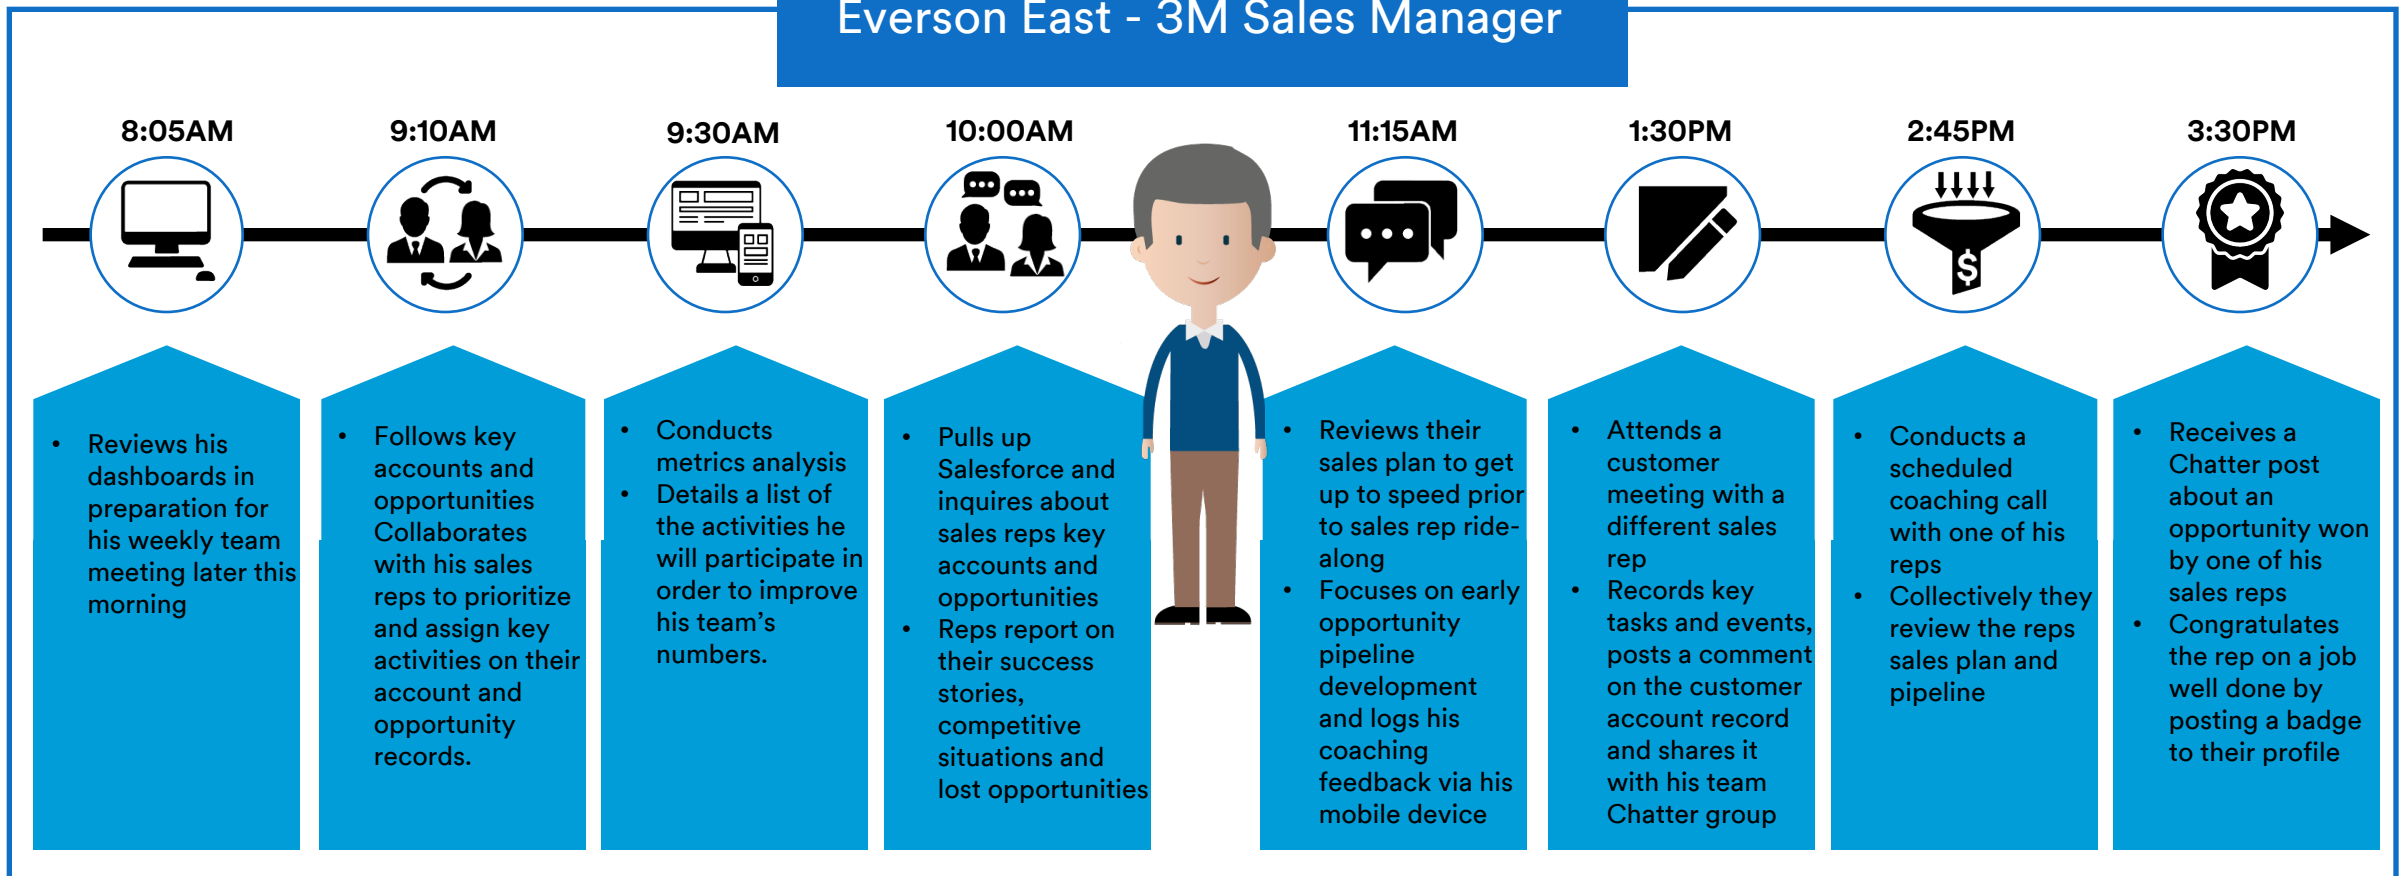 Everson East - 3M Sales Manager
8:05AM
9:10AM
9:30AM
10:00AM
11:15AM
1:30PM
2:45PM
3:30PM
• Reviews his
dashboards in
preparation for
his weekly team
meeting later this
morning
• Follows key
accounts and
opportunities
Collaborates
with his sales
reps to prioritize
and assign key
activities on their
account and
opportunity
records.
• Conducts
metrics analysis
• Details a list of
the activities he
will participate in
order to improve
his team’s
numbers.
• Pulls up
Salesforce and
inquires about
sales reps key
accounts and
opportunities
• Reps report on
their success
stories,
competitive
situations and
lost opportunities
• Reviews their
sales plan to get
up to speed prior
to sales rep ride-
along
• Focuses on early
opportunity
pipeline
development
and logs his
coaching
feedback via his
mobile device
• Attends a
customer
meeting with a
different sales
rep
• Records key
tasks and events,
posts a comment
on the customer
account record
and shares it
with his team
Chatter group
• Conducts a
scheduled
coaching call
with one of his
reps
• Collectively they
review the reps
sales plan and
pipeline
• Receives a
Chatter post
about an
opportunity won
by one of his
sales reps
• Congratulates
the rep on a job
well done by
posting a badge
to their profile
$